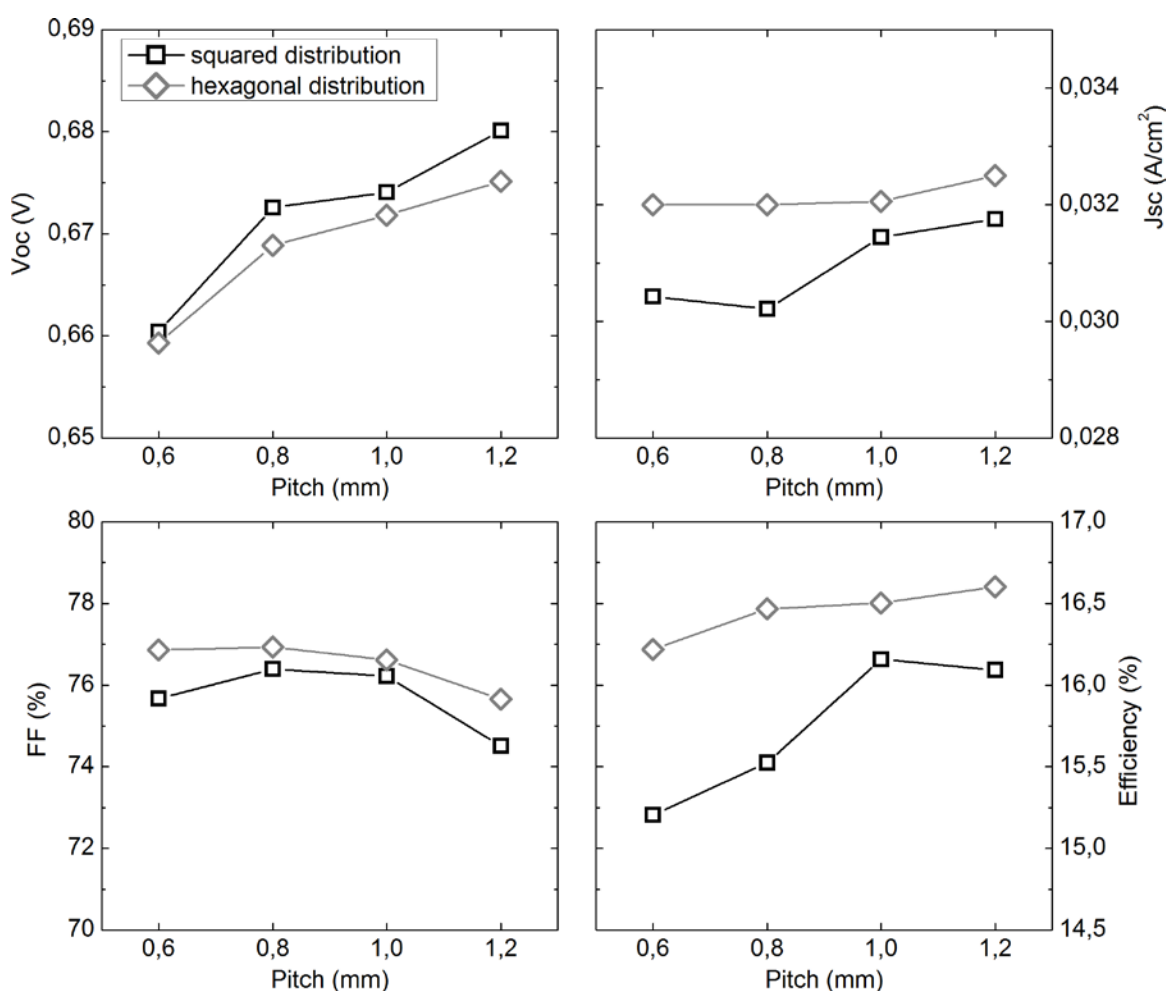 0,69
squared distribution
hexagonal distribution
0,68
0,67
0,66
0,65
Voc (V)
0,6 0,8 1,0 1,2
Pitch (mm)
0,034
0,032
0,030
0,028
Jsc (A/cm²)
0,6 0,8 1,0 1,2
Pitch (mm)
80
78
76
74
72
70
FF (%)
0,6 0,8 1,0 1,2
Pitch (mm)
17,0
16,5
16,0
15,5
15,0
14,5
Efficiency (%)
0,6 0,8 1,0 1,2
Pitch (mm)